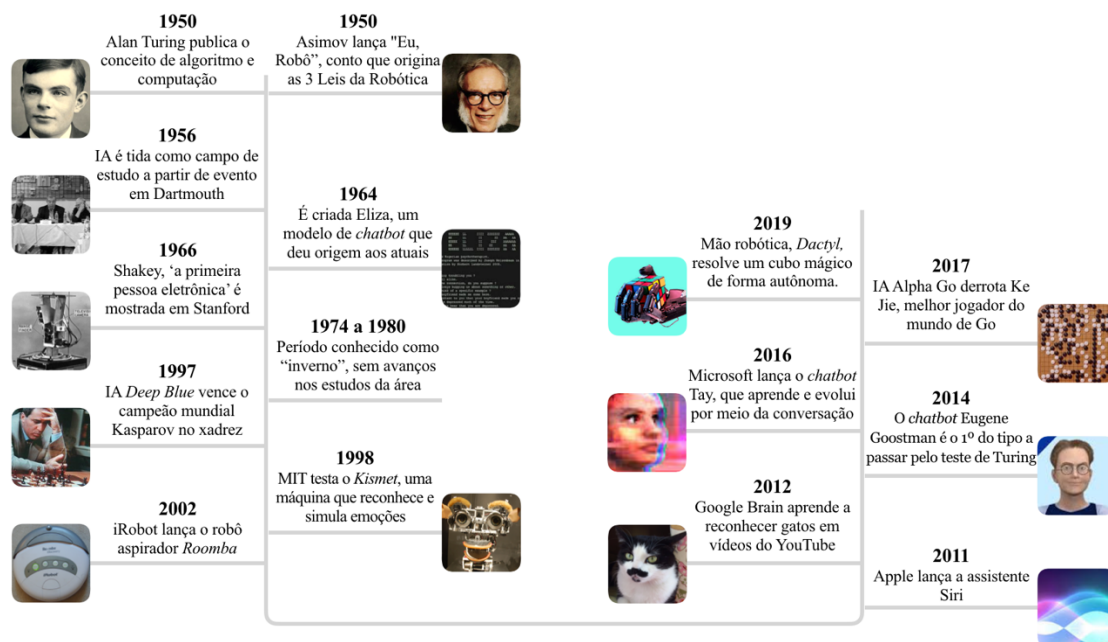 1950
Alan Turing publica o
conceito de algoritmo e
computação
1950
Asimov lança "Eu,
Robô”, conto que origina
as 3 Leis da Robótica
1956
IA é tida como campo de
estudo a partir de evento
em Dartmouth
1964
É criada Eliza, um
modelo de chatbot que
deu origem aos atuais
1966
Shakey, ‘a primeira
pessoa eletrônica’ é
mostrada em Stanford
1974 a 1980
Período conhecido como
“inverno”, sem avanços
nos estudos da área
1997
IA Deep Blue vence o
campeão mundial
Kasparov no xadrez
1998
MIT testa o Kismet, uma
máquina que reconhece e
simula emoções
2002
iRobot lança o robô
aspirador Roomba
2011
Apple lança a assistente
Siri
2012
Google Brain aprende a
reconhecer gatos em
vídeos do YouTube
2014
O chatbot Eugene
Goostman é o 1º do tipo a
passar pelo teste de Turing
2016
Microsoft lança o chatbot
Tay, que aprende e evolui
por meio da conversação
2017
IA Alpha Go derrota Ke
Jie, melhor jogador do
mundo de Go
2019
Mão robótica, Dactyl,
resolve um cubo mágico
de forma autônoma.